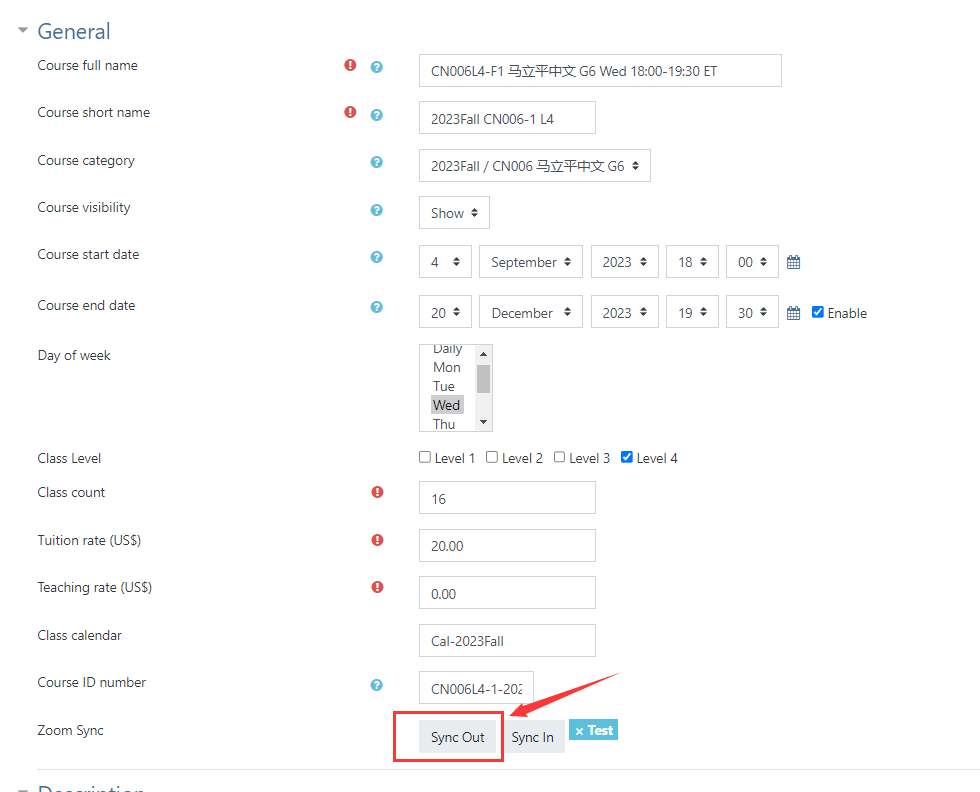 General
Course full name
CN006L4-F1 马立平中文 G6 Wed 18:00-19:30 ET
Course short name
2023Fall CN006-1 L4
Course category
2023Fall / CN006 马立平中文 G6
Course visibility
Show
Course start date
4 September 2023 18 00
Course end date
20 December 2023 19 30 Enable
Day of week
Daily
Mon
Tue
Wed
Thu
Class Level
Level 1 Level 2 Level 3 Level 4
Class count
16
Tuition rate (US$)
20.00
Teaching rate (US$)
0.00
Class calendar
Cal-2023Fall
Course ID number
CN006L4-1-202
Zoom Sync
Sync Out Sync In × Test
Description